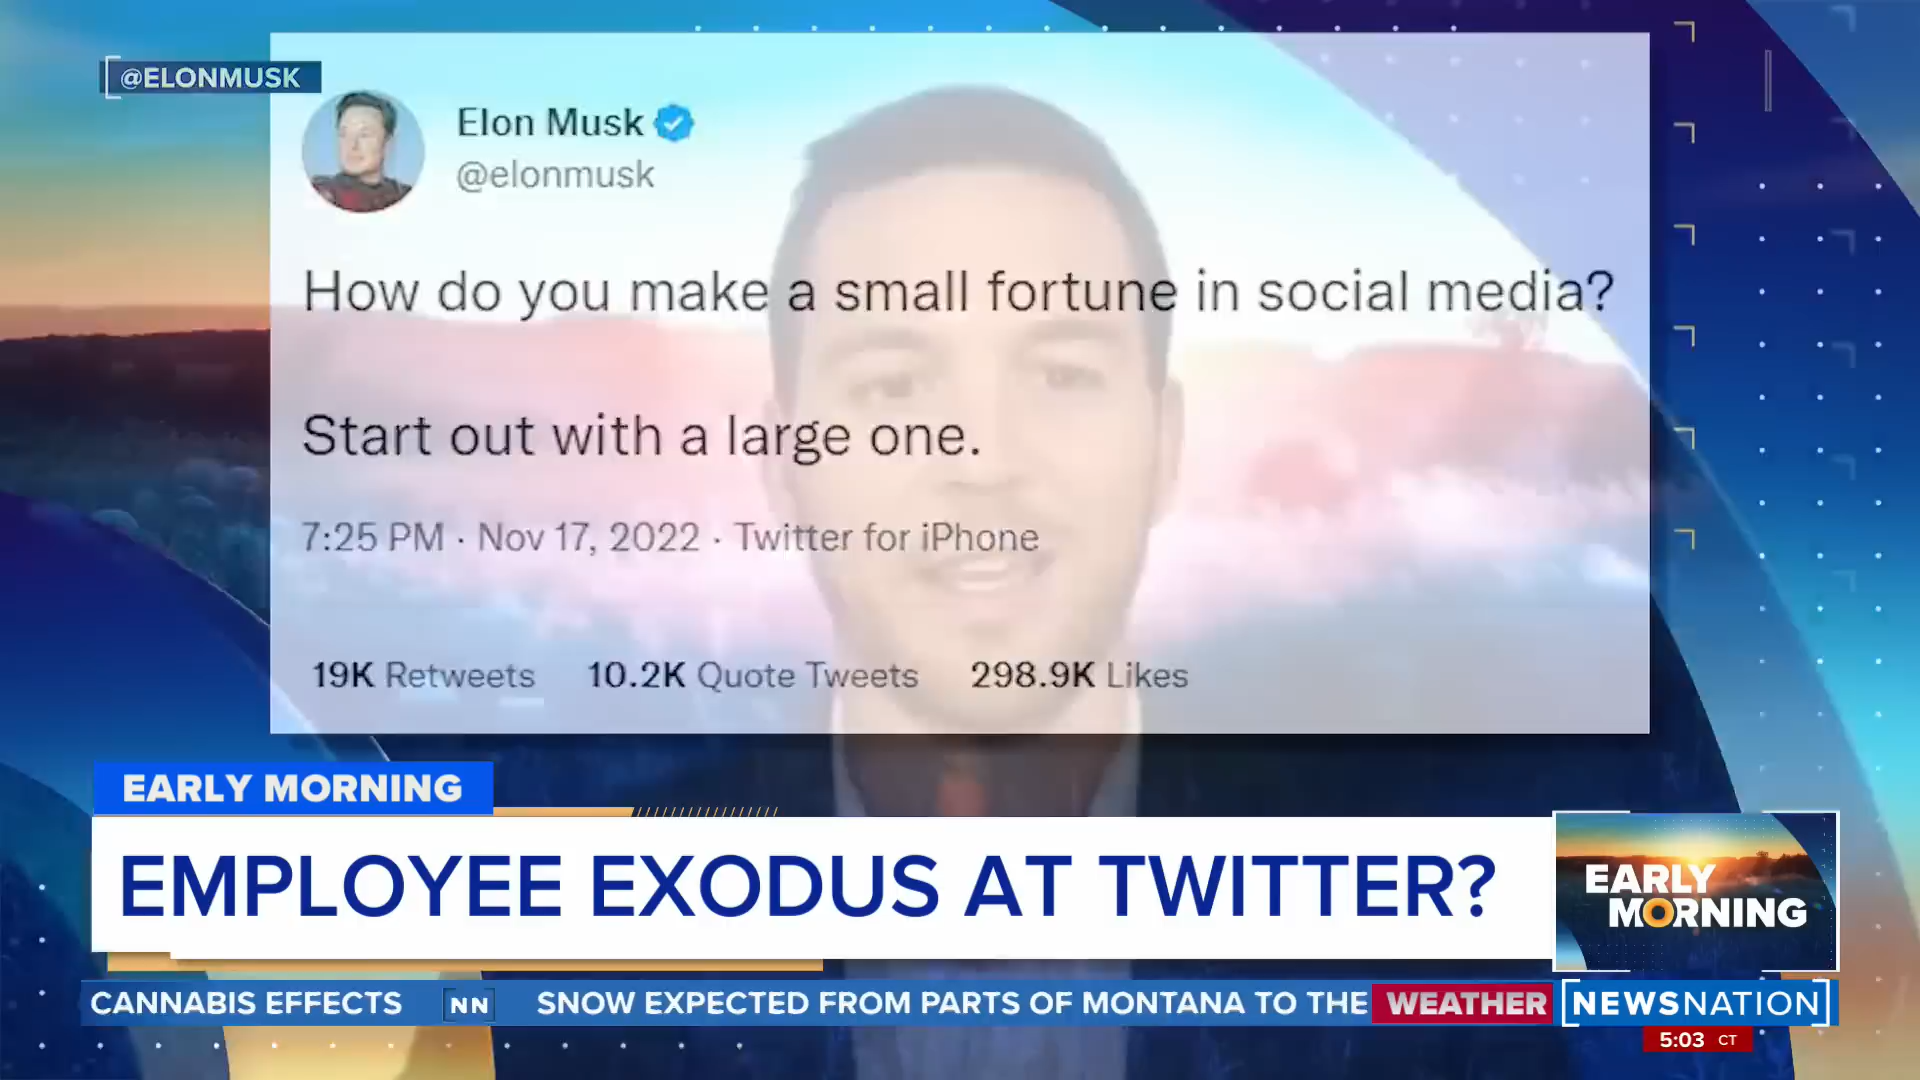 @ELONMUSK
Elon Musk
@elonmusk
How do you make a small fortune in social media?
Start out with a large one.
7:25 PM · Nov 17, 2022 · Twitter for iPhone
19K Retweets 10.2K Quote Tweets 298.9K Likes
EARLY MORNING
EMPLOYEE EXODUS AT TWITTER?
EARLY
MORNING
CANNABIS EFFECTS NN SNOW EXPECTED FROM PARTS OF MONTANA TO THE WEATHER [NEWSNATION]
5:03 CT